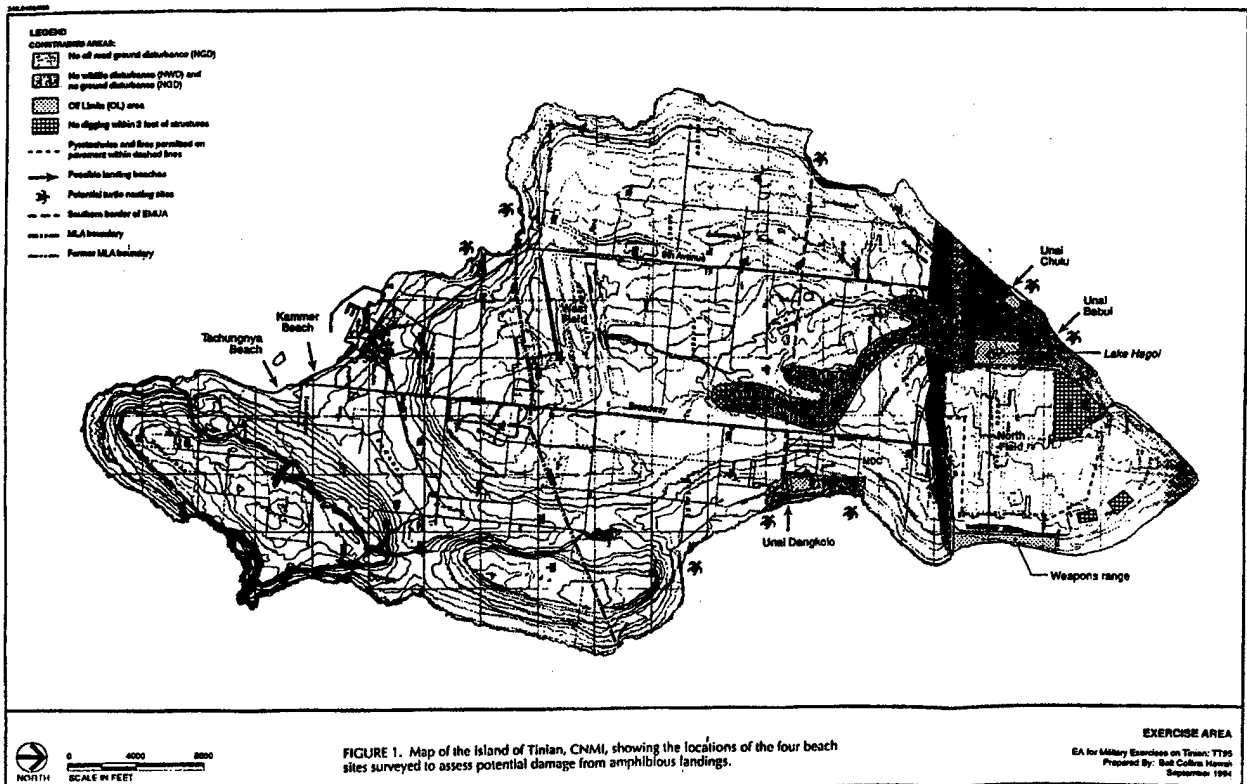 LEGEND
CONSTRAINED AREAS:
No off road ground disturbance (NGD)
No wildlife disturbance (NWD) and
no ground disturbance (NGD)
Off Limits (OL) area
No digging within 2 feet of structures
Pyrotechnics and fires permitted on
pavement within dashed lines
Possible landing beaches
Potential turtle nesting sites
Southern border of EMUA
MLA boundary
Former MLA boundary
Unai
Chulu
Unai
Babui
Lake Hagoi
8th Avenue
West
Field
Kammer
Beach
Tachungnya
Beach
Broadway
North
Field
NGD
Unai Dangkolo
Weapons range
NORTH
0 4000 8000
SCALE IN FEET
FIGURE 1. Map of the Island of Tinian, CNMI, showing the locations of the four beach
sites surveyed to assess potential damage from amphibious landings.
EXERCISE AREA
EA for Military Exercises on Tinian: TT95
Prepared By: Belt Collins Hawaii
September 1994